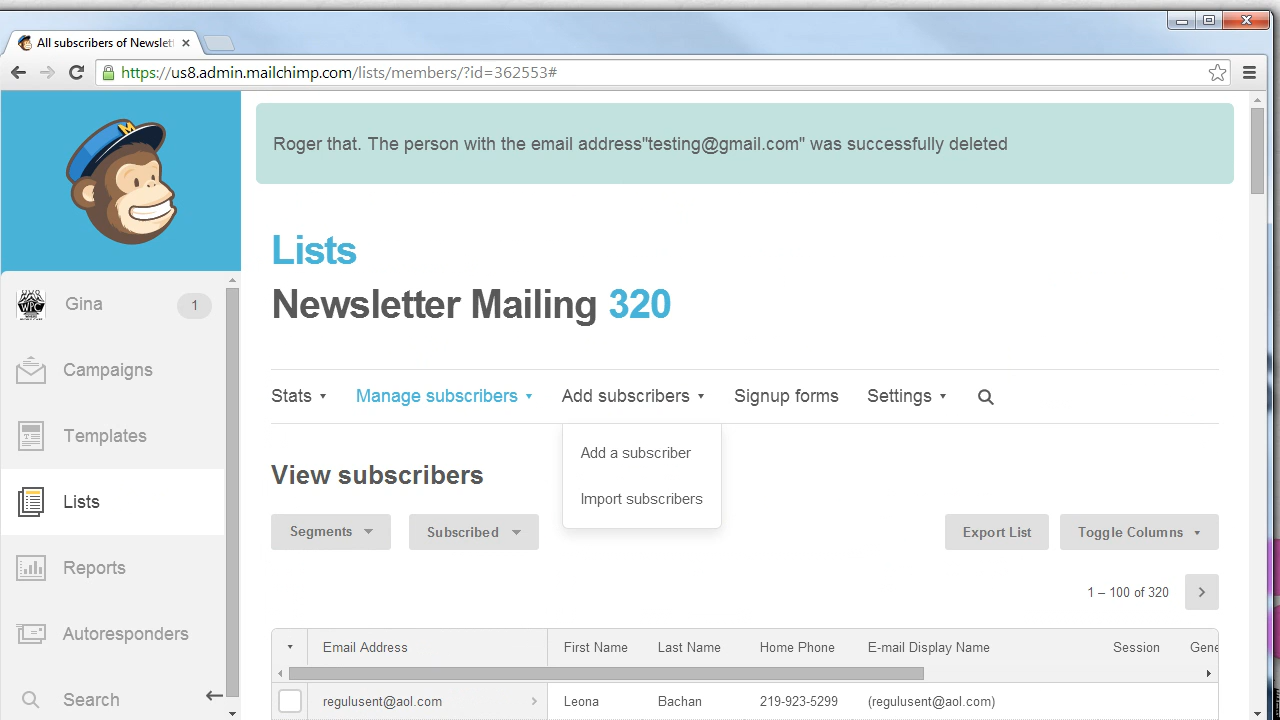 All subscribers of Newslet
https://us8.admin.mailchimp.com/lists/members/?id=362553#
Roger that. The person with the email address"testing@gmail.com" was successfully deleted
Lists
Newsletter Mailing 320
Gina 1
Campaigns
Templates
Lists
Reports
Autoresponders
Search
Stats Manage subscribers Add subscribers Signup forms Settings
Add a subscriber
Import subscribers
View subscribers
Segments Subscribed Export List Toggle Columns
1 – 100 of 320
Email Address First Name Last Name Home Phone E-mail Display Name Session Gene
regulusent@aol.com Leona Bachan 219-923-5299 (regulusent@aol.com)